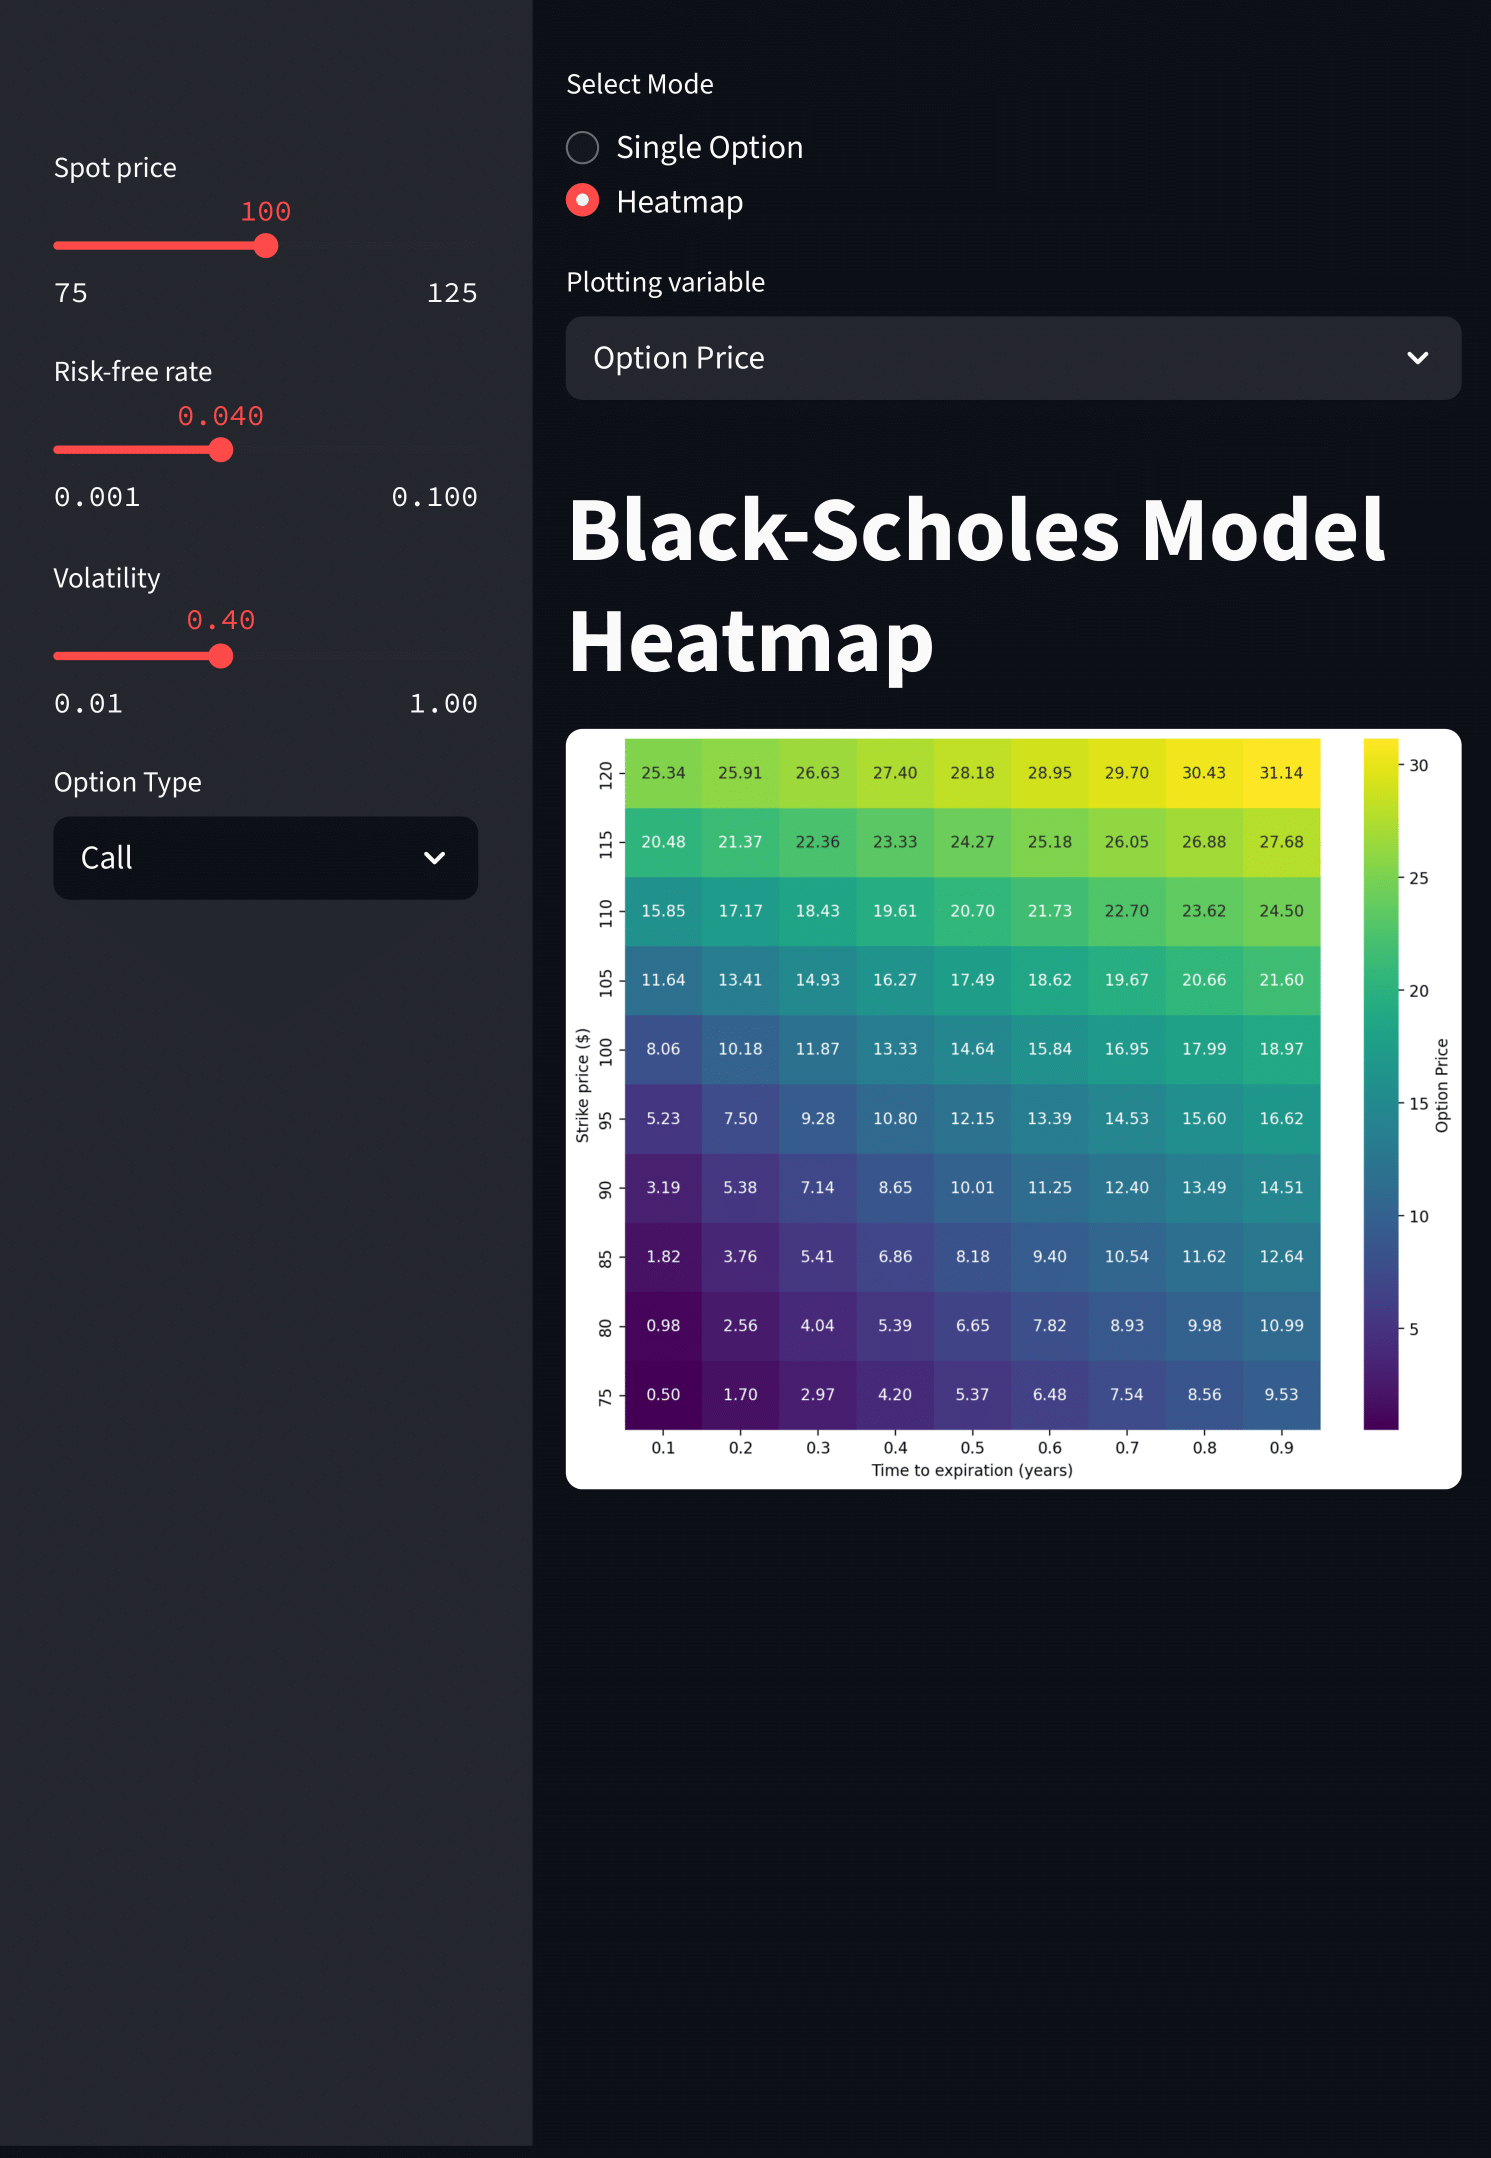 Spot price
100
75 125
Risk-free rate
0.040
0.001 0.100
Volatility
0.40
0.01 1.00
Option Type
Call
Select Mode
Single Option
Heatmap
Plotting variable
Option Price
Black-Scholes Model
Heatmap
Strike price ($)
120 25.34 25.91 26.63 27.40 28.18 28.95 29.70 30.43 31.14
115 20.48 21.37 22.36 23.33 24.27 25.18 26.05 26.88 27.68
110 15.85 17.17 18.43 19.61 20.70 21.73 22.70 23.62 24.50
105 11.64 13.41 14.93 16.27 17.49 18.62 19.67 20.66 21.60
100 8.06 10.18 11.87 13.33 14.64 15.84 16.95 17.99 18.97
95 5.23 7.50 9.28 10.80 12.15 13.39 14.53 15.60 16.62
90 3.19 5.38 7.14 8.65 10.01 11.25 12.40 13.49 14.51
85 1.82 3.76 5.41 6.86 8.18 9.40 10.54 11.62 12.64
80 0.98 2.56 4.04 5.39 6.65 7.82 8.93 9.98 10.99
75 0.50 1.70 2.97 4.20 5.37 6.48 7.54 8.56 9.53
0.1 0.2 0.3 0.4 0.5 0.6 0.7 0.8 0.9
Time to expiration (years)
30
25
20
15
10
5
Option Price